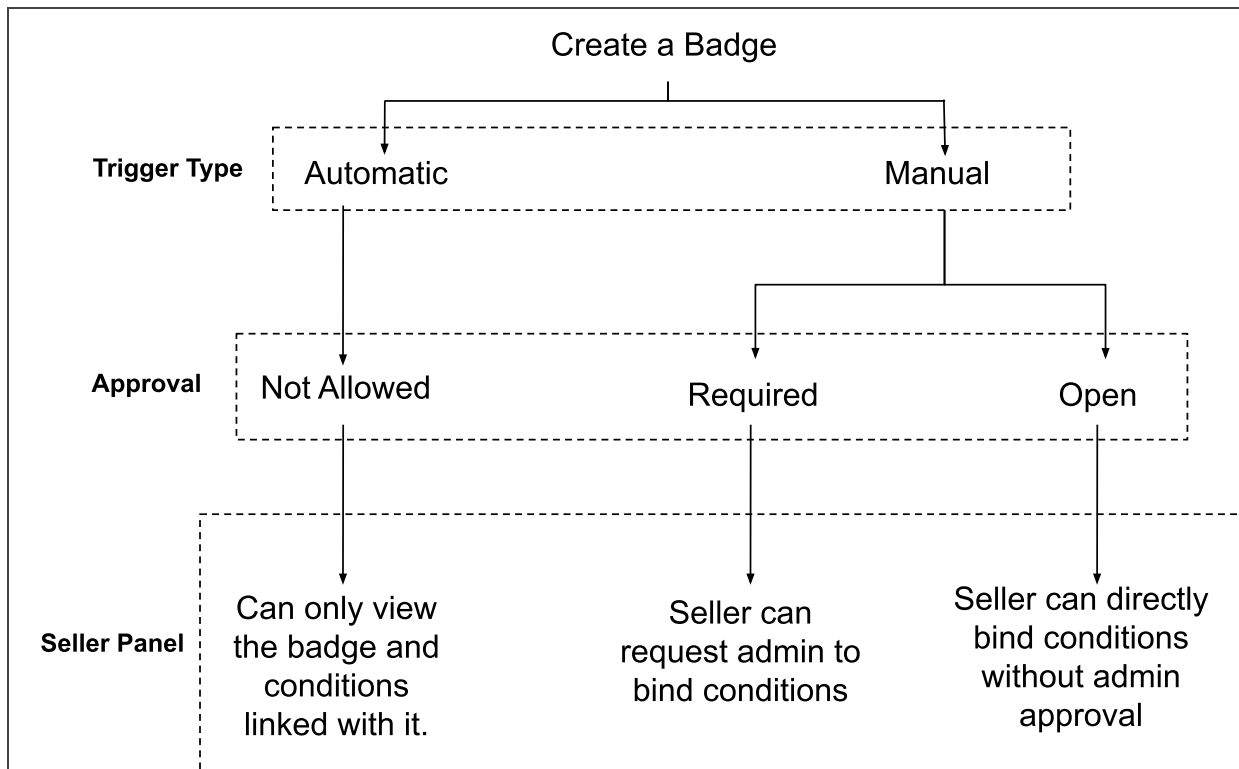 Create a Badge
Trigger Type
Automatic
Manual
Approval
Not Allowed
Required
Open
Seller Panel
Can only view
the badge and
conditions
linked with it.
Seller can
request admin to
bind conditions
Seller can directly
bind conditions
without admin
approval